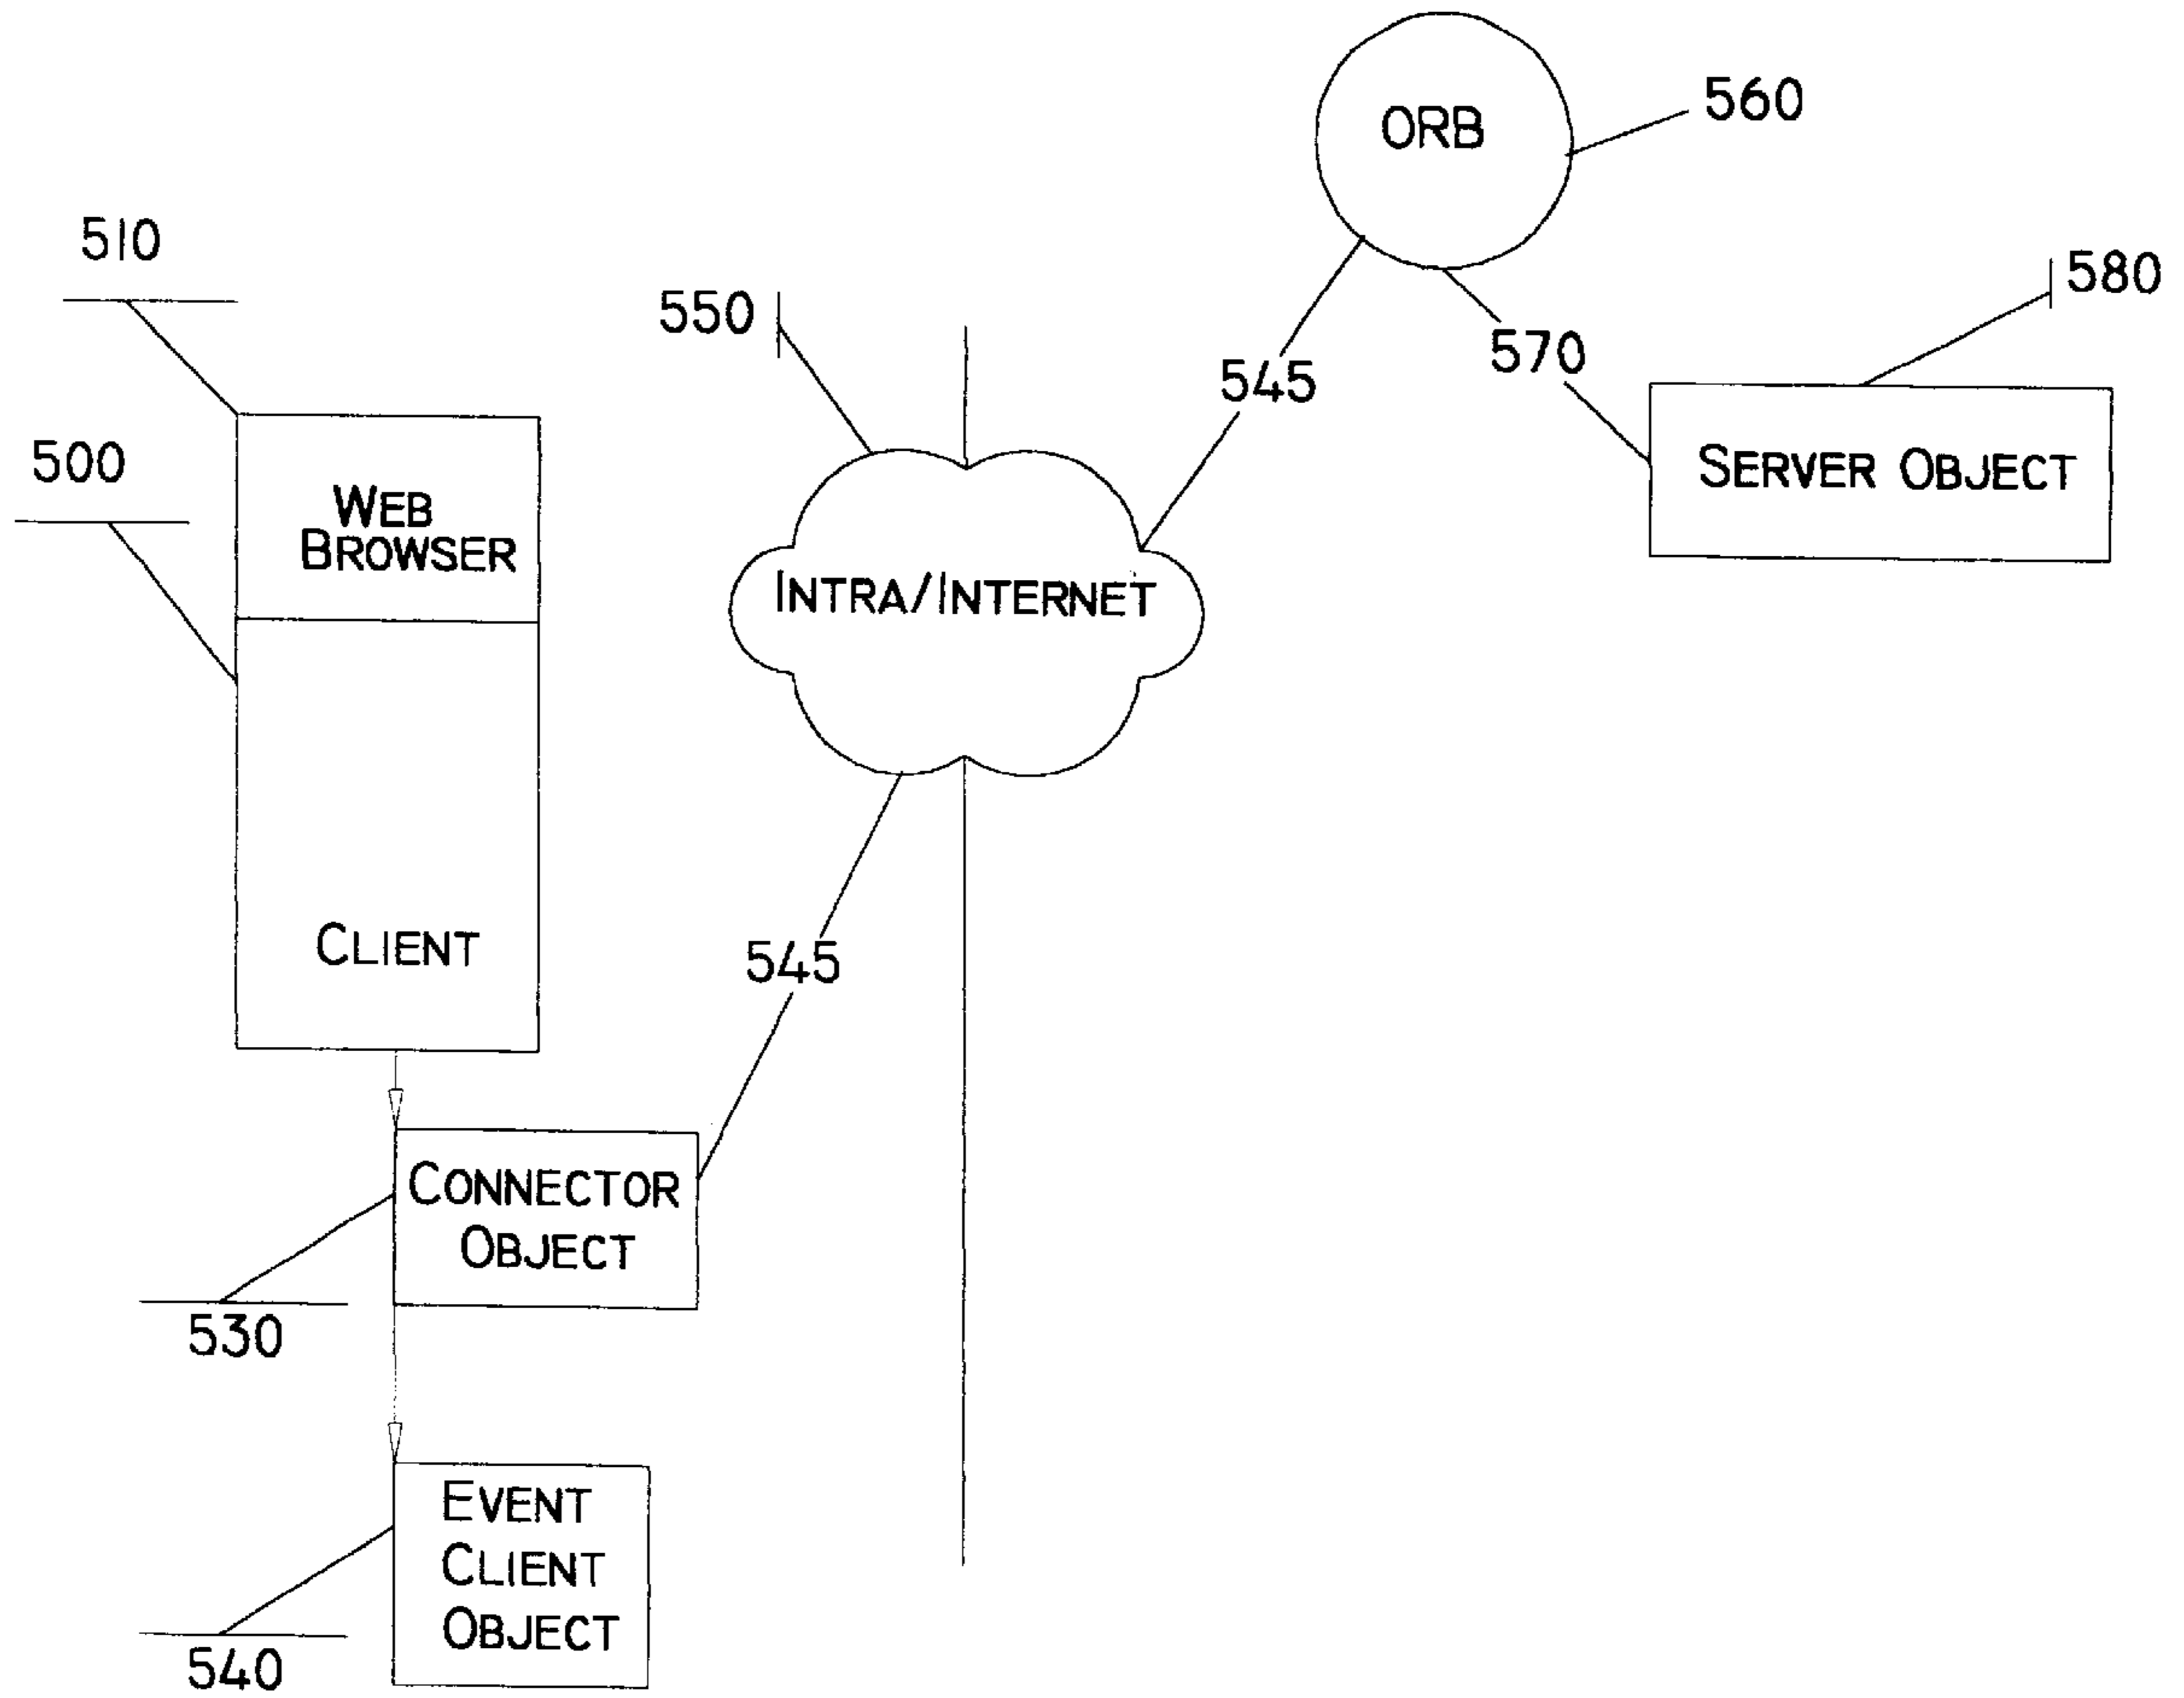 ORB
560
510
580
550
570
545
500
WEB
BROWSER
SERVER OBJECT
INTRA/INTERNET
CLIENT
545
CONNECTOR
OBJECT
530
EVENT
CLIENT
OBJECT
540